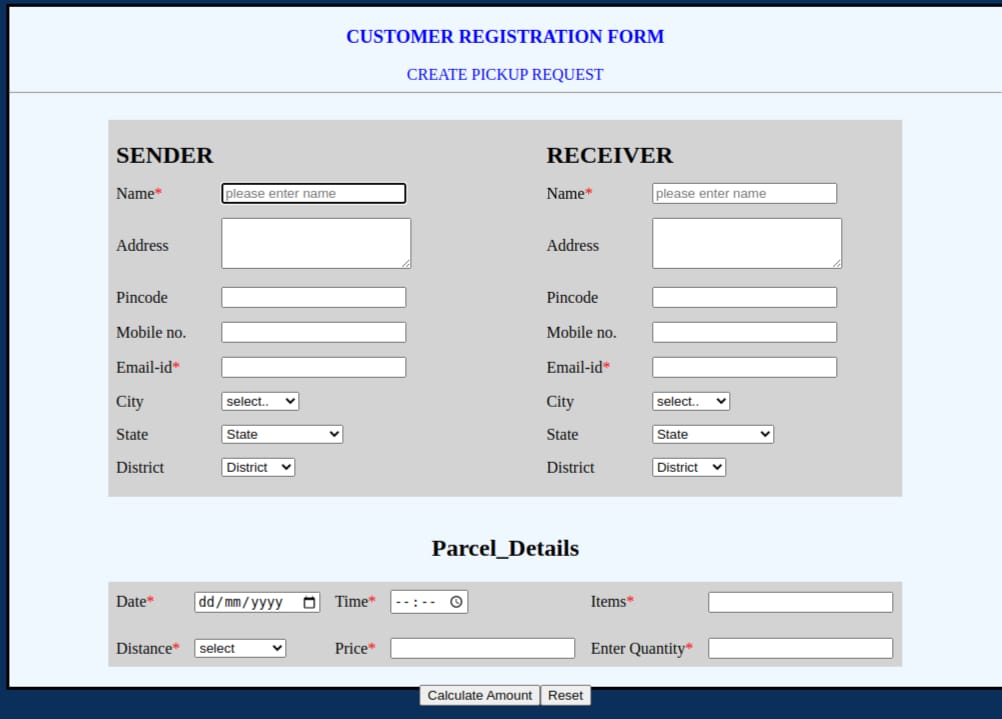 CUSTOMER REGISTRATION FORM
CREATE PICKUP REQUEST
SENDER
Name* please enter name
Address
Pincode
Mobile no.
Email-id*
City select..
State State
District District
RECEIVER
Name* please enter name
Address
Pincode
Mobile no.
Email-id*
City select..
State State
District District
Parcel_Details
Date* dd/mm/yyyy Time* --:-- Items*
Distance* select Price* Enter Quantity*
Calculate Amount Reset